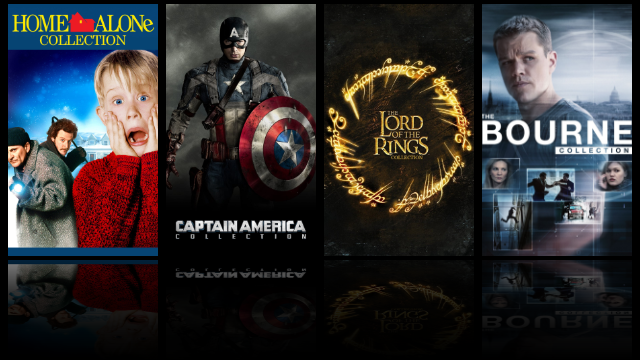 HOME ALONe
COLLECTION
CAPTAIN AMERICA
COLLECTION
THE
LORD
OF THE
RINGS
COLLECTION
THE
BOURNE
COLLECTION